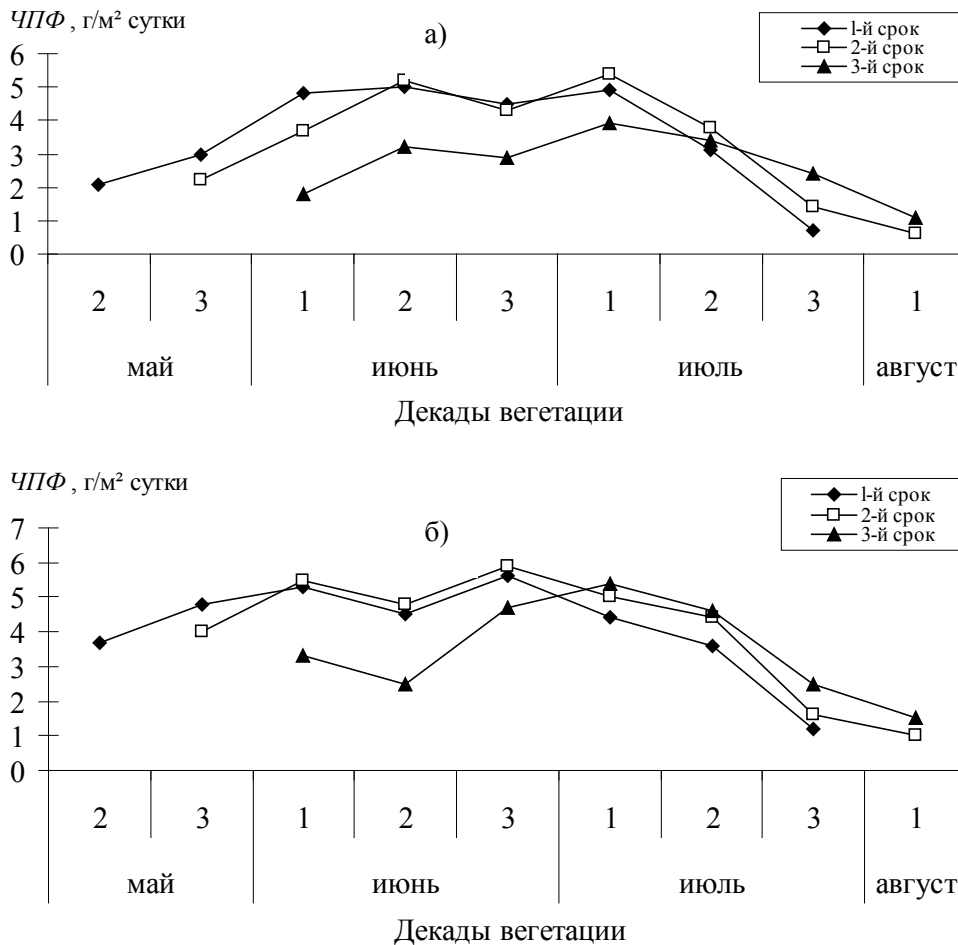 ЧПФ , г/м² сутки
а)
1-й срок
2-й срок
3-й срок
6
5
4
3
2
1
0
2 3 1 2 3 1 2 3 1
май июнь июль август
Декады вегетации
ЧПФ , г/м² сутки
б)
1-й срок
2-й срок
3-й срок
7
6
5
4
3
2
1
0
2 3 1 2 3 1 2 3 1
май июнь июль август
Декады вегетации